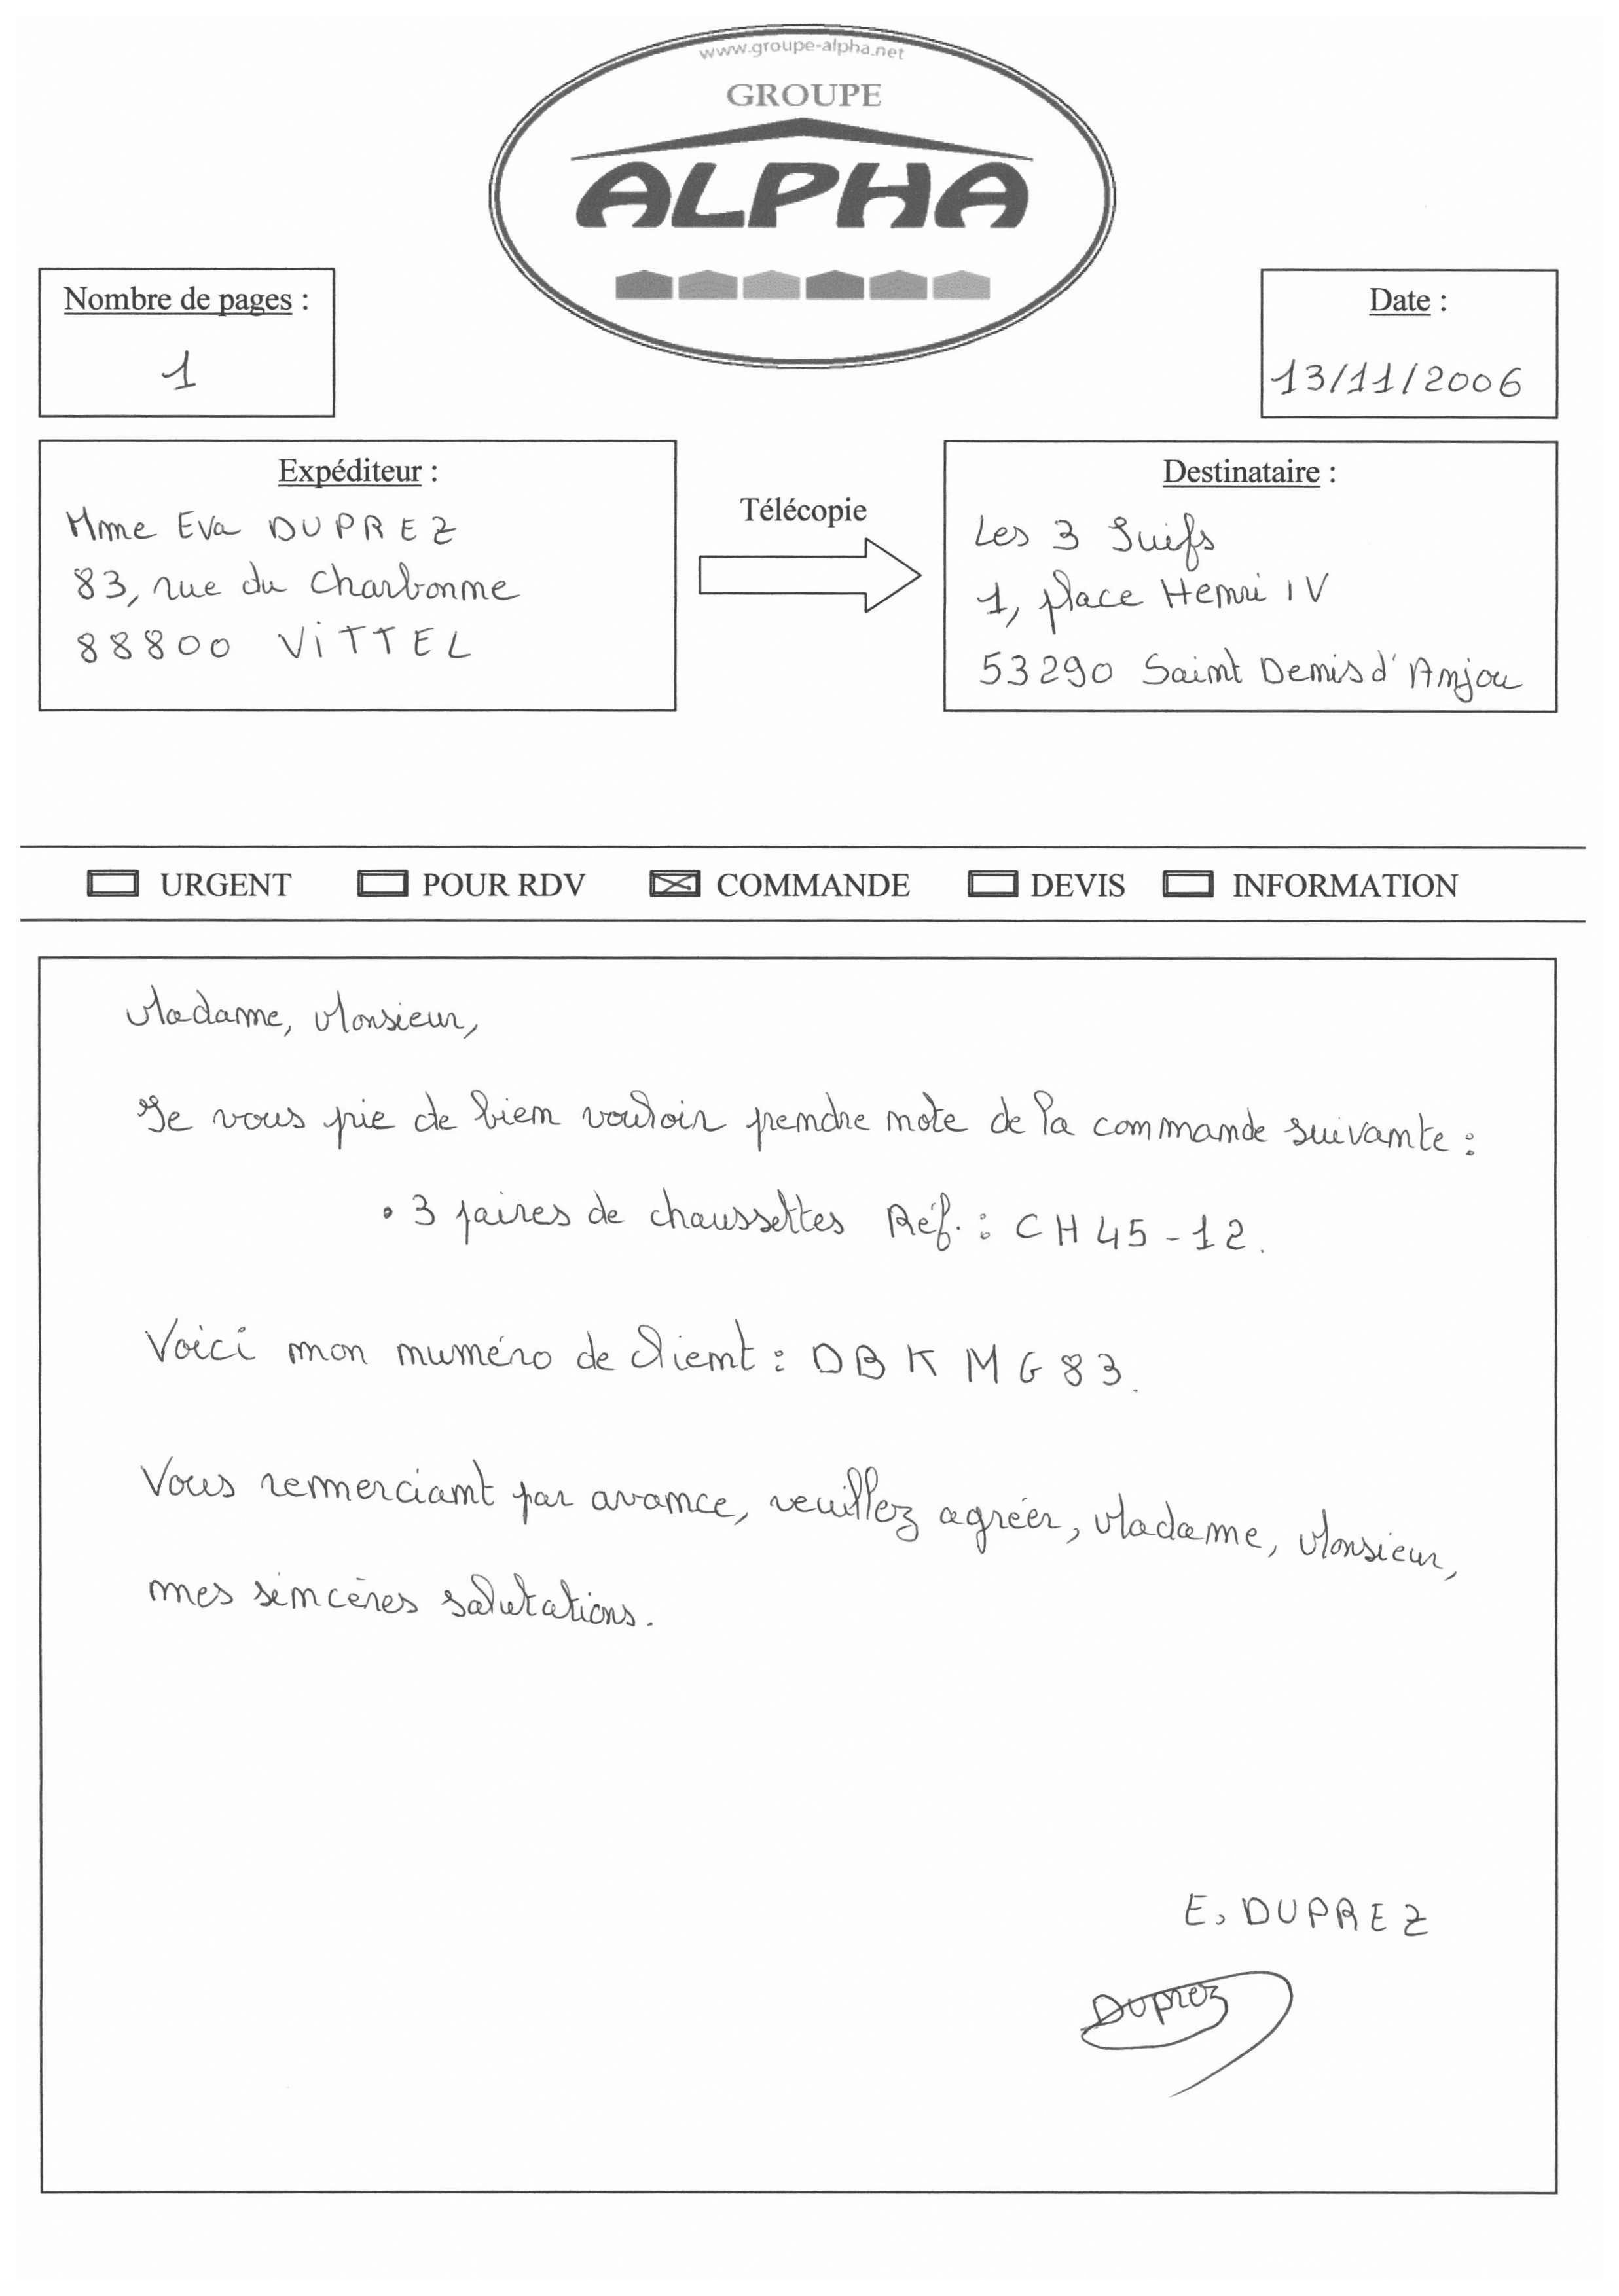 www.groupe-alpha.net
GROUPE
ALPHA
Nombre de pages :
1
Date :
13/11/2006
Expéditeur :
Mme Eva DUPREZ
83, rue du Charbonne
88800 ViTTEL
Télécopie
Destinataire :
Les 3 Suifs
1, place Henri IV
53290 Saint Denis d'Anjou
URGENT POUR RDV COMMANDE DEVIS INFORMATION
Madame, Monsieur,
Je vous prie de bien vouloir prendre note de la commande suivante :
• 3 paires de chaussettes Réf. : CH45-12.
Voici mon numéro de client : DBKMG83.
Vous remerciant par avance, veuillez agréer, Madame, Monsieur,
mes sincères salutations.
E. DUPREZ
Duprez